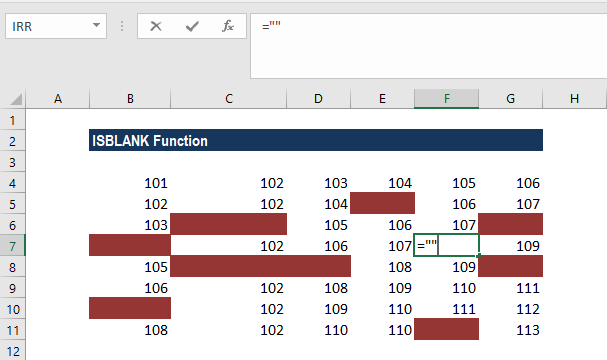 IRR fx =""
A B C D E F G H
1
2 ISBLANK Function
3
4 101 102 103 104 105 106
5 102 102 104 106 107
6 103 105 106 107
7 102 106 107 ="" 109
8 105 108 109
9 106 102 108 109 110 111
10 102 109 110 111 112
11 108 102 110 110 113
12